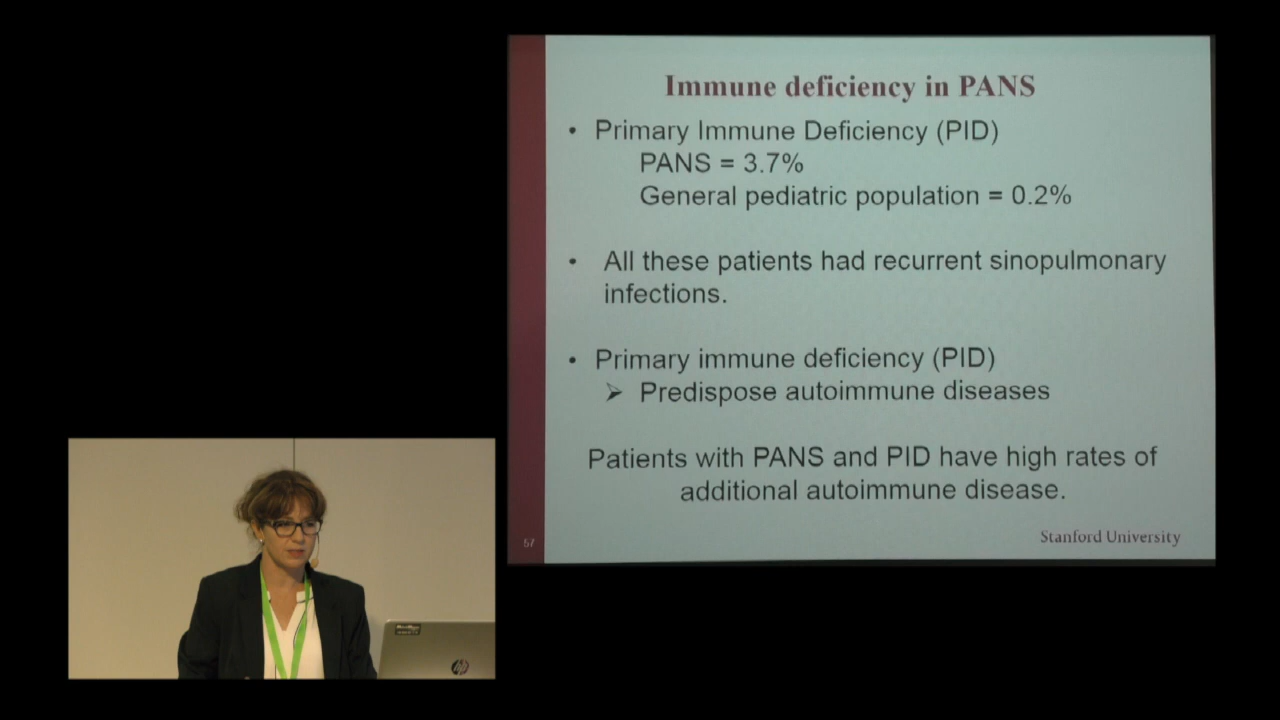 Immune deficiency in PANS
• Primary Immune Deficiency (PID)
PANS = 3.7%
General pediatric population = 0.2%
• All these patients had recurrent sinopulmonary
infections.
• Primary immune deficiency (PID)
➢ Predispose autoimmune diseases
Patients with PANS and PID have high rates of
additional autoimmune disease.
57
Stanford University
hp